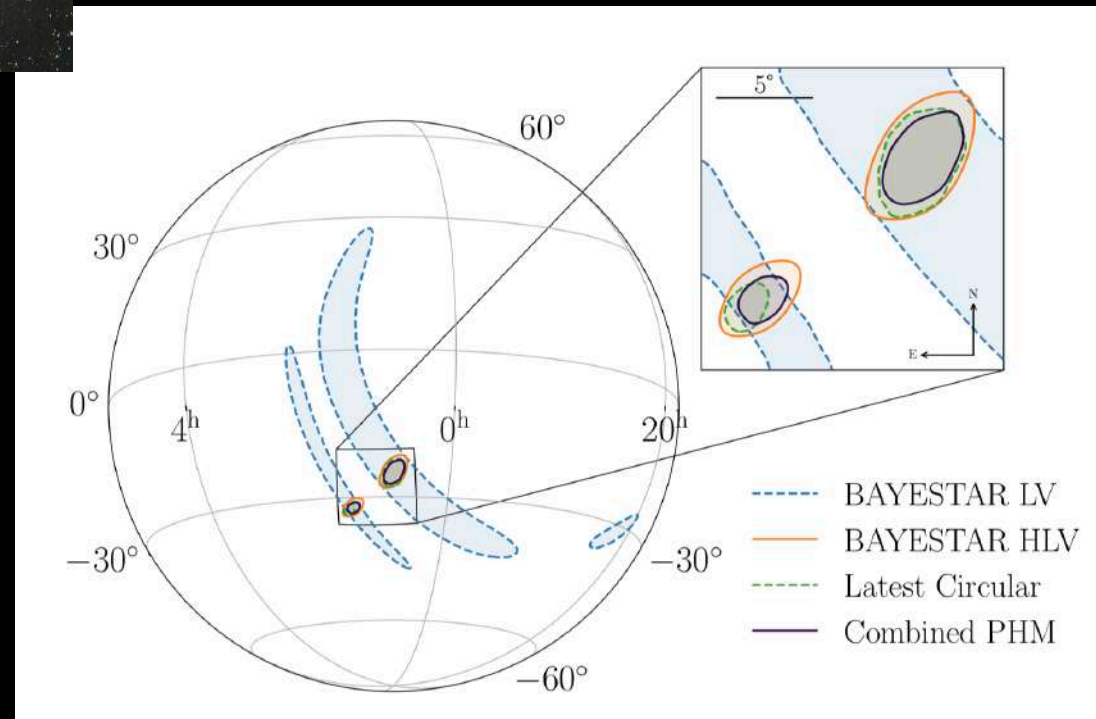 60°
5°
30°
N
E
0°
4h
0h
20h
−30°
−30°
−60°
BAYESTAR LV
BAYESTAR HLV
Latest Circular
Combined PHM